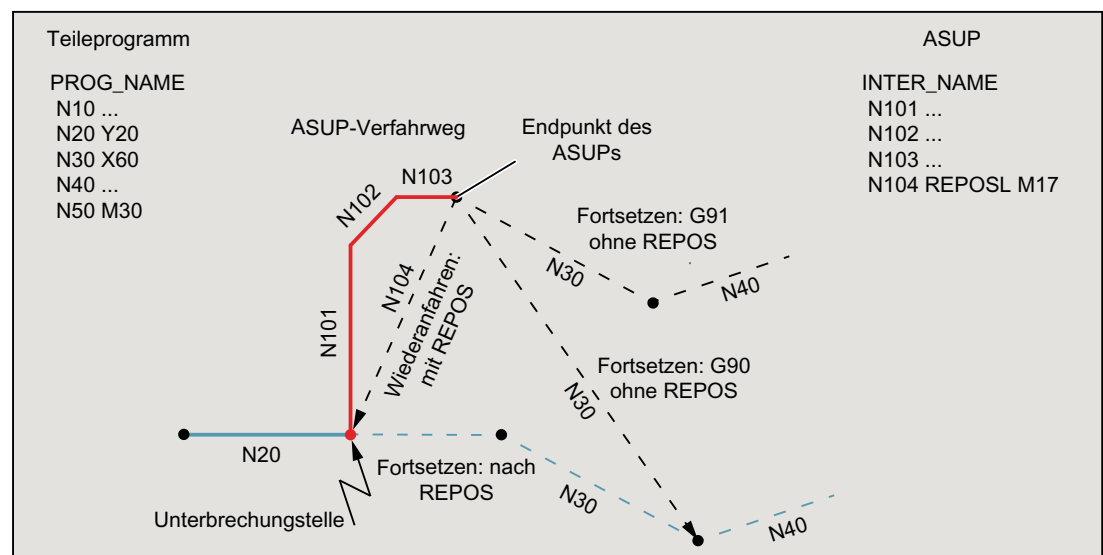 Teileprogramm
PROG_NAME
N10 ...
N20 Y20
N30 X60
N40 ...
N50 M30
ASUP
INTER_NAME
N101 ...
N102 ...
N103 ...
N104 REPOSL M17
ASUP-Verfahrweg
Endpunkt des
ASUPs
N103
N102
N101
N104
Wiederanfahren:
mit REPOS
Fortsetzen: G91
ohne REPOS
N30
N40
Fortsetzen: G90
ohne REPOS
N30
N20
Fortsetzen: nach
REPOS
N30
N40
Unterbrechungstelle